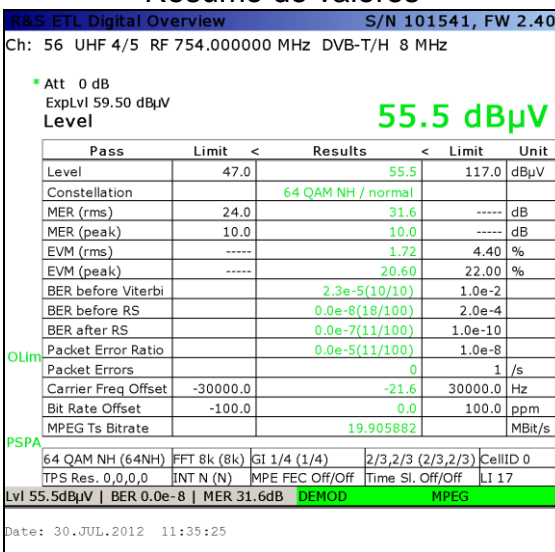 Resumo de valores
R&S ETL Digital Overview S/N 101541, FW 2.40
Ch: 56 UHF 4/5 RF 754.000000 MHz DVB-T/H 8 MHz
* Att 0 dB
ExpLvl 59.50 dBµV
Level 55.5 dBµV
Pass Limit < Results < Limit Unit
Level 47.0 55.5 117.0 dBµV
Constellation 64 QAM NH / normal
MER (rms) 24.0 31.6 ----- dB
MER (peak) 10.0 10.0 ----- dB
EVM (rms) ----- 1.72 4.40 %
EVM (peak) ----- 20.60 22.00 %
BER before Viterbi 2.3e-5(10/10) 1.0e-2
BER before RS 0.0e-8(18/100) 2.0e-4
BER after RS 0.0e-7(11/100) 1.0e-10
Packet Error Ratio 0.0e-5(11/100) 1.0e-8
OLim
Packet Errors 0 1 /s
Carrier Freq Offset -30000.0 -21.6 30000.0 Hz
Bit Rate Offset -100.0 0.0 100.0 ppm
MPEG Ts Bitrate 19.905882 MBit/s
PSPA
64 QAM NH (64NH) FFT 8k (8k) GI 1/4 (1/4) 2/3,2/3 (2/3,2/3) CellID 0
TPS Res. 0,0,0,0 INT N (N) MPE FEC Off/Off Time Sl. Off/Off LI 17
Lvl 55.5dBµV | BER 0.0e-8 | MER 31.6dB DEMOD MPEG
Date: 30.JUL.2012 11:35:25